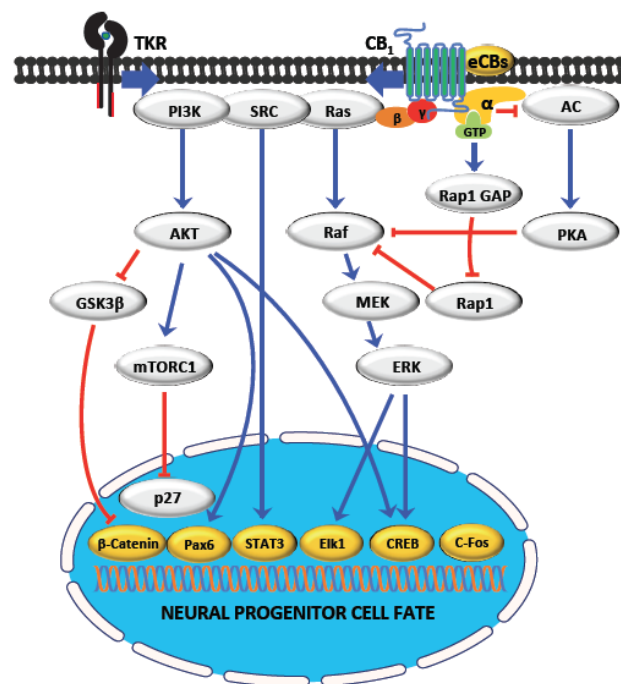 TKR
CB1
eCBs
PI3K
SRC
Ras
β
γ
α
GTP
AC
Rap1 GAP
AKT
Raf
PKA
GSK3β
MEK
Rap1
mTORC1
ERK
p27
β-Catenin
Pax6
STAT3
Elk1
CREB
C-Fos
NEURAL PROGENITOR CELL FATE